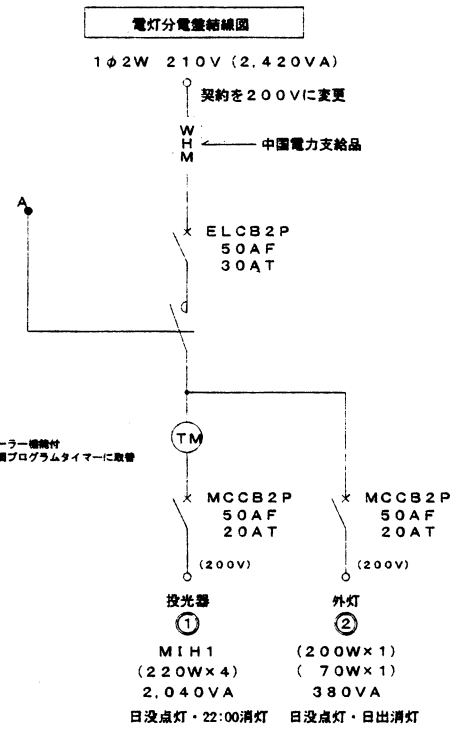 電灯分電盤結線図
1φ2W 210V(2,420VA)
契約を200Vに変更
WHM
中国電力支給品
A
ELCB2P
50AF
30AT
ーラー機能付
間プログラムタイマーに取替
TM
MCCB2P
50AF
20AT
(200V)
MCCB2P
50AF
20AT
(200V)
投光器
①
MIH1
(220W×4)
2,040VA
日没点灯・22:00消灯
外灯
②
(200W×1)
( 70W×1)
380VA
日没点灯・日出消灯